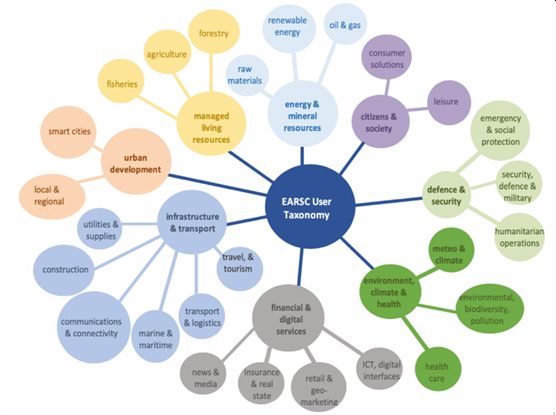 renewable
energy
oil & gas
forestry
agriculture
fisheries
raw
materials
managed
living
resources
energy &
mineral
resources
consumer
solutions
leisure
citizens &
society
smart cities
local &
regional
urban
development
emergency
& social
protection
security,
defence &
military
humanitarian
operations
defence &
security
EARSC User
Taxonomy
infrastructure
& transport
utilities &
supplies
construction
communications
& connectivity
marine &
maritime
transport
& logistics
travel, &
tourism
meteo &
climate
environment,
climate &
health
environmental,
biodiversity,
pollution
health
care
financial &
digital
services
news &
media
insurance
& real
state
retail &
geo-
marketing
ICT, digital
interfaces